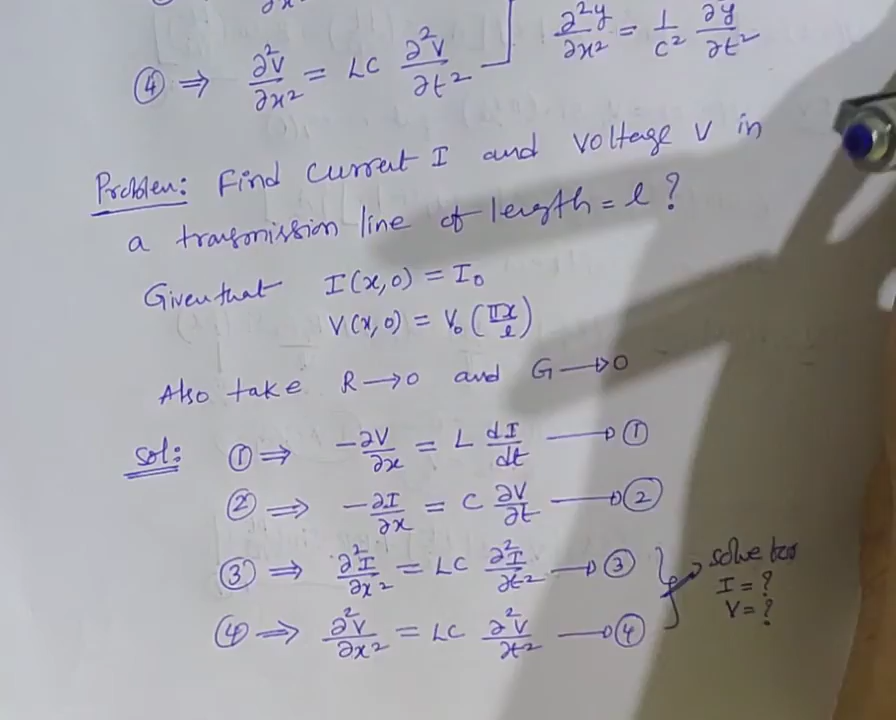 ④ ⇒ ∂²V/∂x² = LC ∂²V/∂t² ] ∂²y/∂x² = 1/c² ∂y/∂t²
Problem: Find current I and voltage V in
a transmission line of length = l ?
Given that I(x,0) = I₀
V(x,0) = V₀ (πx/l)
Also take R → 0 and G → 0
Sol: ① ⇒ -∂V/∂x = L dI/dt → ①
② ⇒ -∂I/∂x = C ∂V/∂t → ②
③ ⇒ ∂²I/∂x² = LC ∂²I/∂t² → ③
④ ⇒ ∂²V/∂x² = LC ∂²V/∂t² → ④
} → solve for
I = ?
V = ?